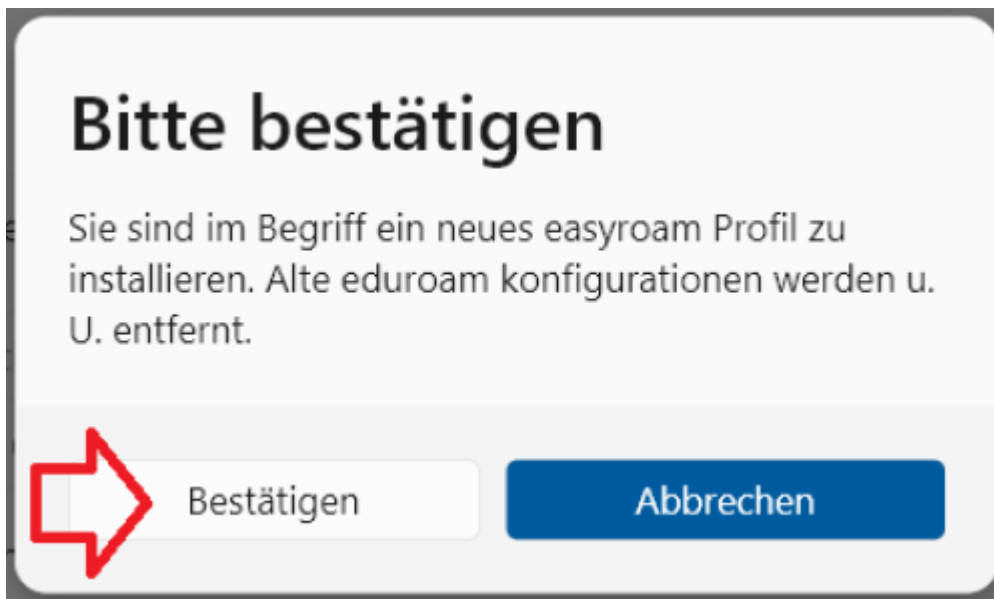 Bitte bestätigen
Sie sind im Begriff ein neues easyroam Profil zu
installieren. Alte eduroam konfigurationen werden u.
U. entfernt.
Bestätigen
Abbrechen